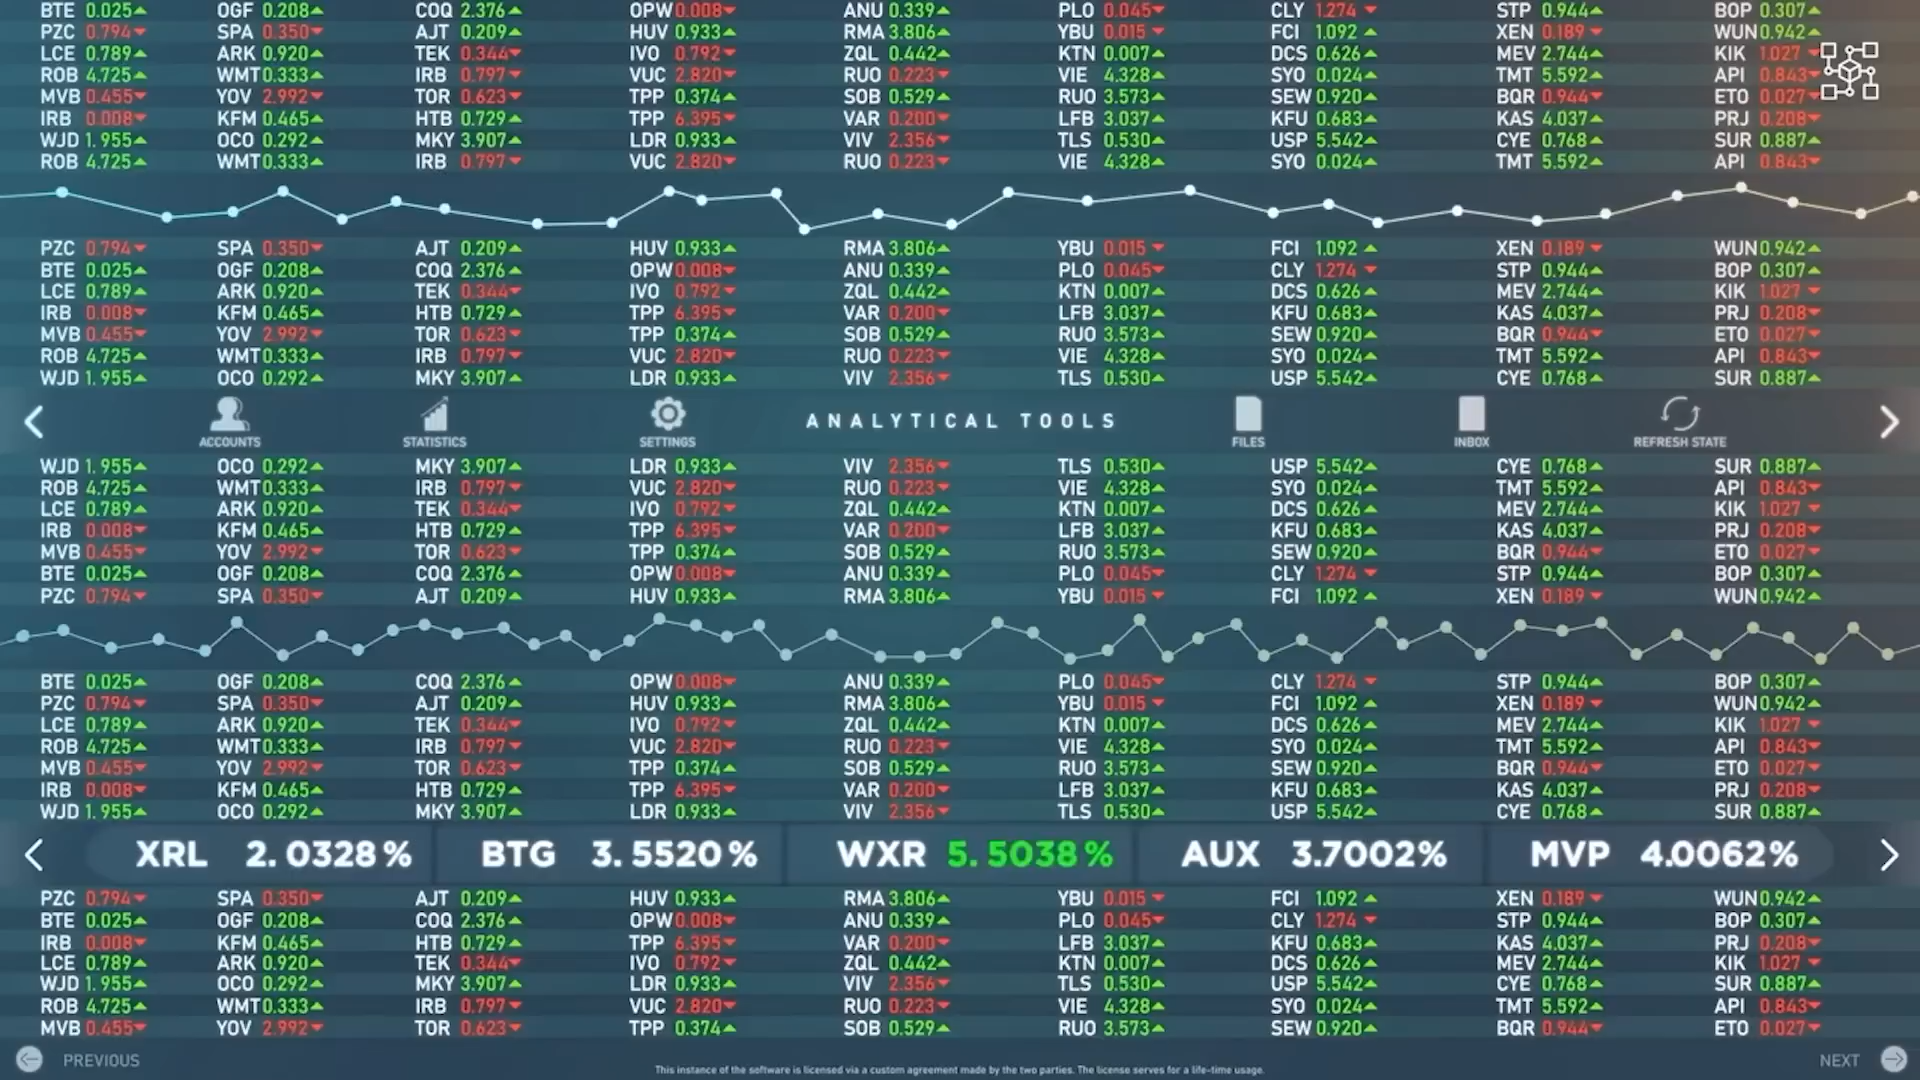 BTE 0.025 OGF 0.208 COQ 2.376 OPW 0.008 ANU 0.339 PLO 0.045 CLY 1.274 STP 0.944 BOP 0.307
PZC 0.794 SPA 0.350 AJT 0.209 HUV 0.933 RMA 3.806 YBU 0.015 FCI 1.092 XEN 0.189 WUN 0.942
LCE 0.789 ARK 0.920 TEK 0.344 IVO 0.792 ZQL 0.442 KTN 0.007 DCS 0.626 MEV 2.744 KIK 1.027
ROB 4.725 WMT 0.333 IRB 0.797 VUC 2.820 RUO 0.223 VIE 4.328 SYO 0.024 TMT 5.592 API 0.843
MVB 0.455 YOV 2.992 TOR 0.623 TPP 0.374 SOB 0.529 RUO 3.573 SEW 0.920 BQR 0.944 ETO 0.027
IRB 0.008 KFM 0.465 HTB 0.729 TPP 6.395 VAR 0.200 LFB 3.037 KFU 0.683 KAS 4.037 PRJ 0.208
WJD 1.955 OCO 0.292 MKY 3.907 LDR 0.933 VIV 2.356 TLS 0.530 USP 5.542 CYE 0.768 SUR 0.887
ROB 4.725 WMT 0.333 IRB 0.797 VUC 2.820 RUO 0.223 VIE 4.328 SYO 0.024 TMT 5.592 API 0.843
PZC 0.794 SPA 0.350 AJT 0.209 HUV 0.933 RMA 3.806 YBU 0.015 FCI 1.092 XEN 0.189 WUN 0.942
BTE 0.025 OGF 0.208 COQ 2.376 OPW 0.008 ANU 0.339 PLO 0.045 CLY 1.274 STP 0.944 BOP 0.307
LCE 0.789 ARK 0.920 TEK 0.344 IVO 0.792 ZQL 0.442 KTN 0.007 DCS 0.626 MEV 2.744 KIK 1.027
IRB 0.008 KFM 0.465 HTB 0.729 TPP 6.395 VAR 0.200 LFB 3.037 KFU 0.683 KAS 4.037 PRJ 0.208
MVB 0.455 YOV 2.992 TOR 0.623 TPP 0.374 SOB 0.529 RUO 3.573 SEW 0.920 BQR 0.944 ETO 0.027
ROB 4.725 WMT 0.333 IRB 0.797 VUC 2.820 RUO 0.223 VIE 4.328 SYO 0.024 TMT 5.592 API 0.843
WJD 1.955 OCO 0.292 MKY 3.907 LDR 0.933 VIV 2.356 TLS 0.530 USP 5.542 CYE 0.768 SUR 0.887
ACCOUNTS STATISTICS SETTINGS ANALYTICAL TOOLS FILES INBOX REFRESH STATE
WJD 1.955 OCO 0.292 MKY 3.907 LDR 0.933 VIV 2.356 TLS 0.530 USP 5.542 CYE 0.768 SUR 0.887
ROB 4.725 WMT 0.333 IRB 0.797 VUC 2.820 RUO 0.223 VIE 4.328 SYO 0.024 TMT 5.592 API 0.843
LCE 0.789 ARK 0.920 TEK 0.344 IVO 0.792 ZQL 0.442 KTN 0.007 DCS 0.626 MEV 2.744 KIK 1.027
IRB 0.008 KFM 0.465 HTB 0.729 TPP 6.395 VAR 0.200 LFB 3.037 KFU 0.683 KAS 4.037 PRJ 0.208
MVB 0.455 YOV 2.992 TOR 0.623 TPP 0.374 SOB 0.529 RUO 3.573 SEW 0.920 BQR 0.944 ETO 0.027
BTE 0.025 OGF 0.208 COQ 2.376 OPW 0.008 ANU 0.339 PLO 0.045 CLY 1.274 STP 0.944 BOP 0.307
PZC 0.794 SPA 0.350 AJT 0.209 HUV 0.933 RMA 3.806 YBU 0.015 FCI 1.092 XEN 0.189 WUN 0.942
BTE 0.025 OGF 0.208 COQ 2.376 OPW 0.008 ANU 0.339 PLO 0.045 CLY 1.274 STP 0.944 BOP 0.307
PZC 0.794 SPA 0.350 AJT 0.209 HUV 0.933 RMA 3.806 YBU 0.015 FCI 1.092 XEN 0.189 WUN 0.942
LCE 0.789 ARK 0.920 TEK 0.344 IVO 0.792 ZQL 0.442 KTN 0.007 DCS 0.626 MEV 2.744 KIK 1.027
ROB 4.725 WMT 0.333 IRB 0.797 VUC 2.820 RUO 0.223 VIE 4.328 SYO 0.024 TMT 5.592 API 0.843
MVB 0.455 YOV 2.992 TOR 0.623 TPP 0.374 SOB 0.529 RUO 3.573 SEW 0.920 BQR 0.944 ETO 0.027
IRB 0.008 KFM 0.465 HTB 0.729 TPP 6.395 VAR 0.200 LFB 3.037 KFU 0.683 KAS 4.037 PRJ 0.208
WJD 1.955 OCO 0.292 MKY 3.907 LDR 0.933 VIV 2.356 TLS 0.530 USP 5.542 CYE 0.768 SUR 0.887
XRL 2.0328% BTG 3.5520% WXR 5.5038% AUX 3.7002% MVP 4.0062%
PZC 0.794 SPA 0.350 AJT 0.209 HUV 0.933 RMA 3.806 YBU 0.015 FCI 1.092 XEN 0.189 WUN 0.942
BTE 0.025 OGF 0.208 COQ 2.376 OPW 0.008 ANU 0.339 PLO 0.045 CLY 1.274 STP 0.944 BOP 0.307
IRB 0.008 KFM 0.465 HTB 0.729 TPP 6.395 VAR 0.200 LFB 3.037 KFU 0.683 KAS 4.037 PRJ 0.208
LCE 0.789 ARK 0.920 TEK 0.344 IVO 0.792 ZQL 0.442 KTN 0.007 DCS 0.626 MEV 2.744 KIK 1.027
WJD 1.955 OCO 0.292 MKY 3.907 LDR 0.933 VIV 2.356 TLS 0.530 USP 5.542 CYE 0.768 SUR 0.887
ROB 4.725 WMT 0.333 IRB 0.797 VUC 2.820 RUO 0.223 VIE 4.328 SYO 0.024 TMT 5.592 API 0.843
MVB 0.455 YOV 2.992 TOR 0.623 TPP 0.374 SOB 0.529 RUO 3.573 SEW 0.920 BQR 0.944 ETO 0.027
PREVIOUS NEXT
This instance of the software is licensed via a custom agreement made by the two parties. The license serves for a life-time usage.